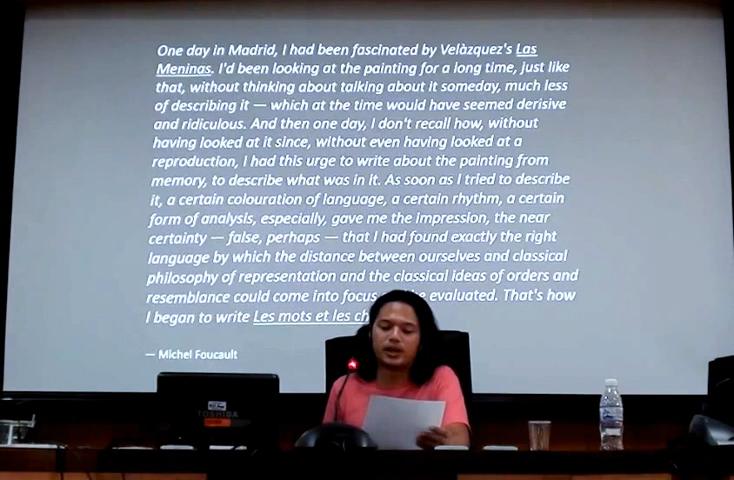 One day in Madrid, I had been fascinated by Velàzquez's Las
Meninas. I'd been looking at the painting for a long time, just like
that, without thinking about talking about it someday, much less
of describing it — which at the time would have seemed derisive
and ridiculous. And then one day, I don't recall how, without
having looked at it since, without even having looked at a
reproduction, I had this urge to write about the painting from
memory, to describe what was in it. As soon as I tried to describe
it, a certain colouration of language, a certain rhythm, a certain
form of analysis, especially, gave me the impression, the near
certainty — false, perhaps — that I had found exactly the right
language by which the distance between ourselves and classical
philosophy of representation and the classical ideas of orders and
resemblance could come into focus evaluated. That's how
I began to write Les mots et les ch
— Michel Foucault
TOSHIBA